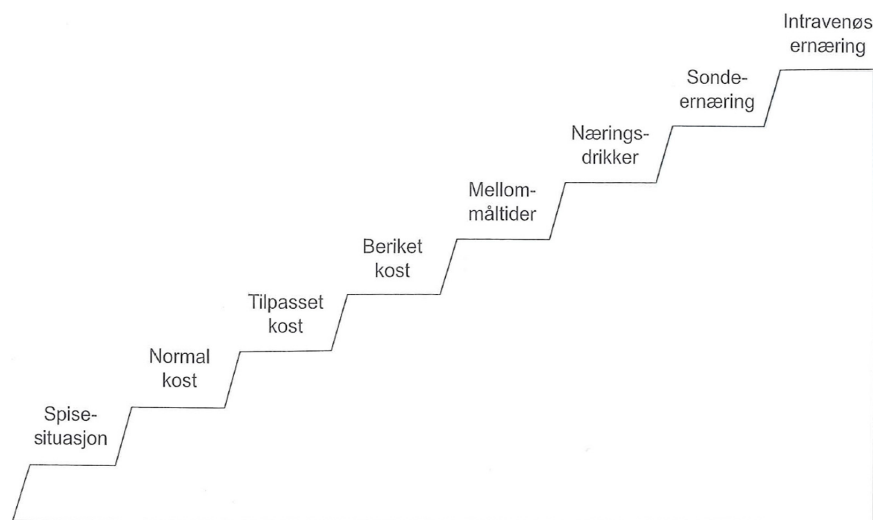 Spise-
situasjon
Normal
kost
Tilpasset
kost
Beriket
kost
Mellom-
måltider
Nærings-
drikker
Sonde-
ernæring
Intravenøs
ernæring